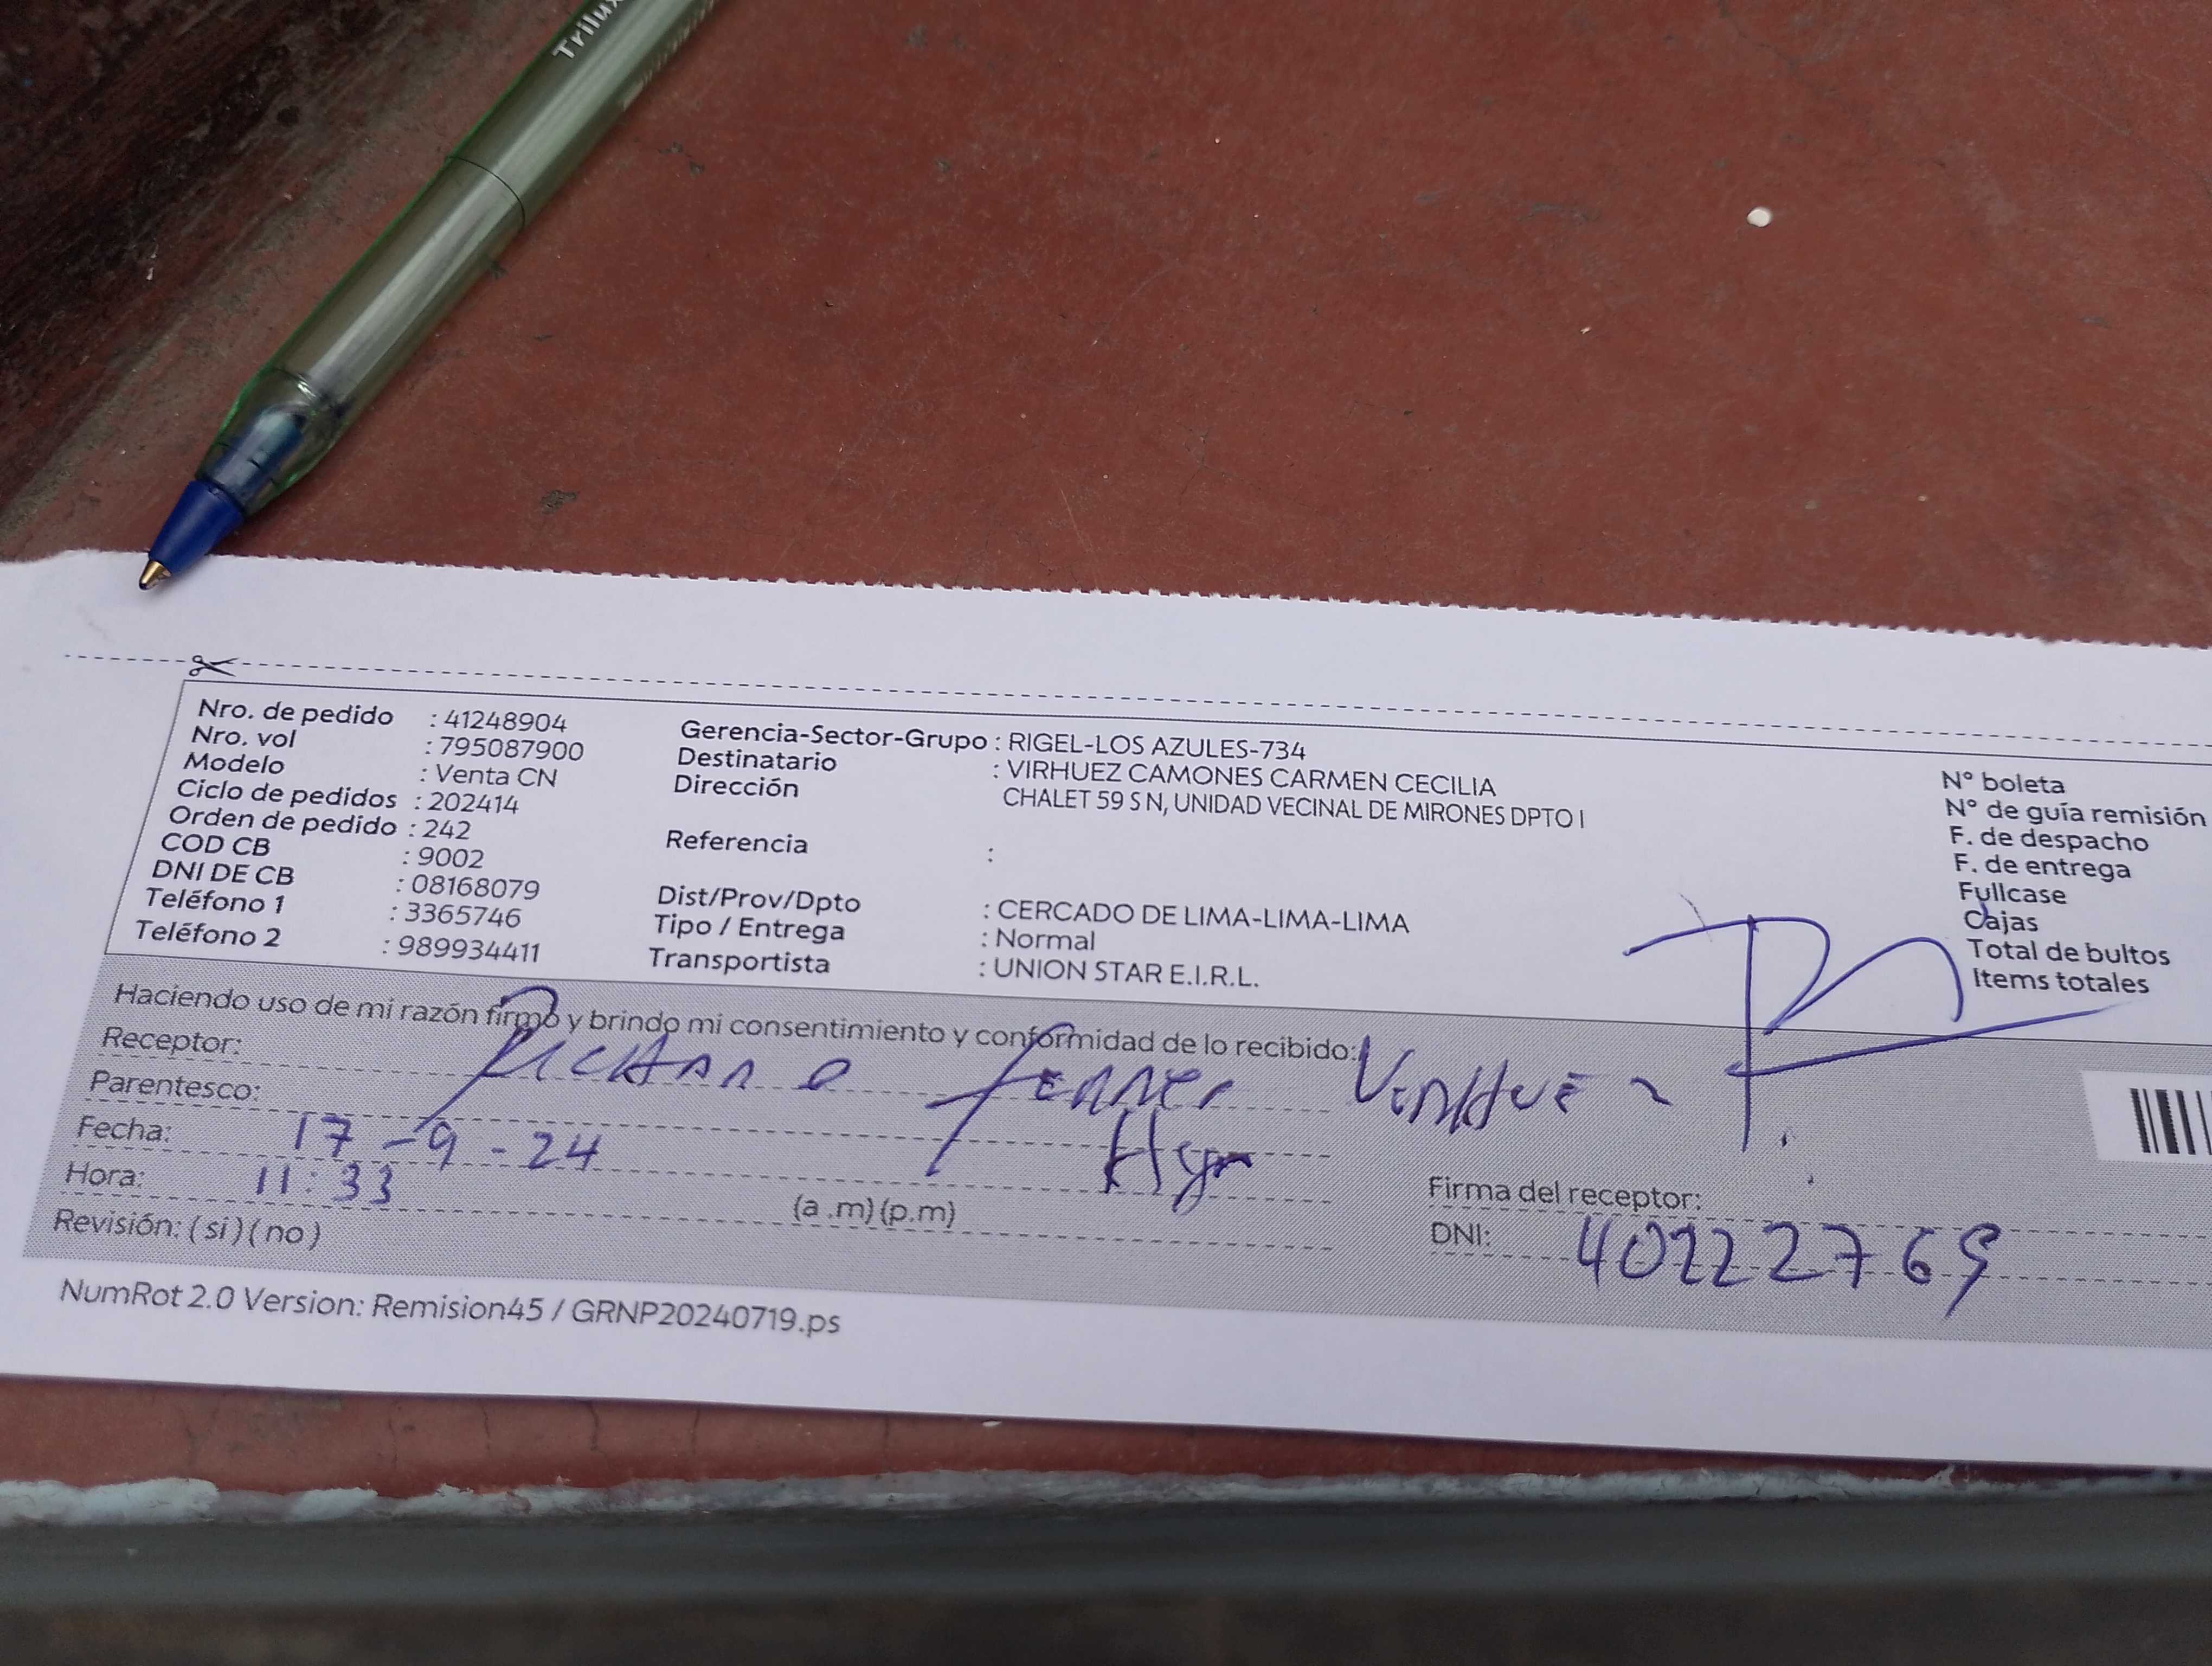 Trilux
Nro. de pedido : 41248904
Nro. vol : 795087900
Modelo : Venta CN
Ciclo de pedidos : 202414
Orden de pedido : 242
COD CB : 9002
DNI DE CB : 08168079
Teléfono 1 : 3365746
Teléfono 2 : 989934411
Gerencia-Sector-Grupo : RIGEL-LOS AZULES-734
Destinatario : VIRHUEZ CAMONES CARMEN CECILIA
Dirección CHALET 59 S N, UNIDAD VECINAL DE MIRONES DPTO I
Referencia :
Dist/Prov/Dpto : CERCADO DE LIMA-LIMA-LIMA
Tipo / Entrega : Normal
Transportista : UNION STAR E.I.R.L.
N° boleta
N° de guía remisión
F. de despacho
F. de entrega
Fullcase
Cajas
Total de bultos
Items totales
Haciendo uso de mi razón firmo y brindo mi consentimiento y conformidad de lo recibido:
Receptor: RICHARD
Parentesco:
Fecha: 17-9-24
Hora: 11:33 (a .m) (p.m)
Revisión: ( si ) ( no )
Firma del receptor:
DNI: 40222769
NumRot 2.0 Version: Remision45 / GRNP20240719.ps